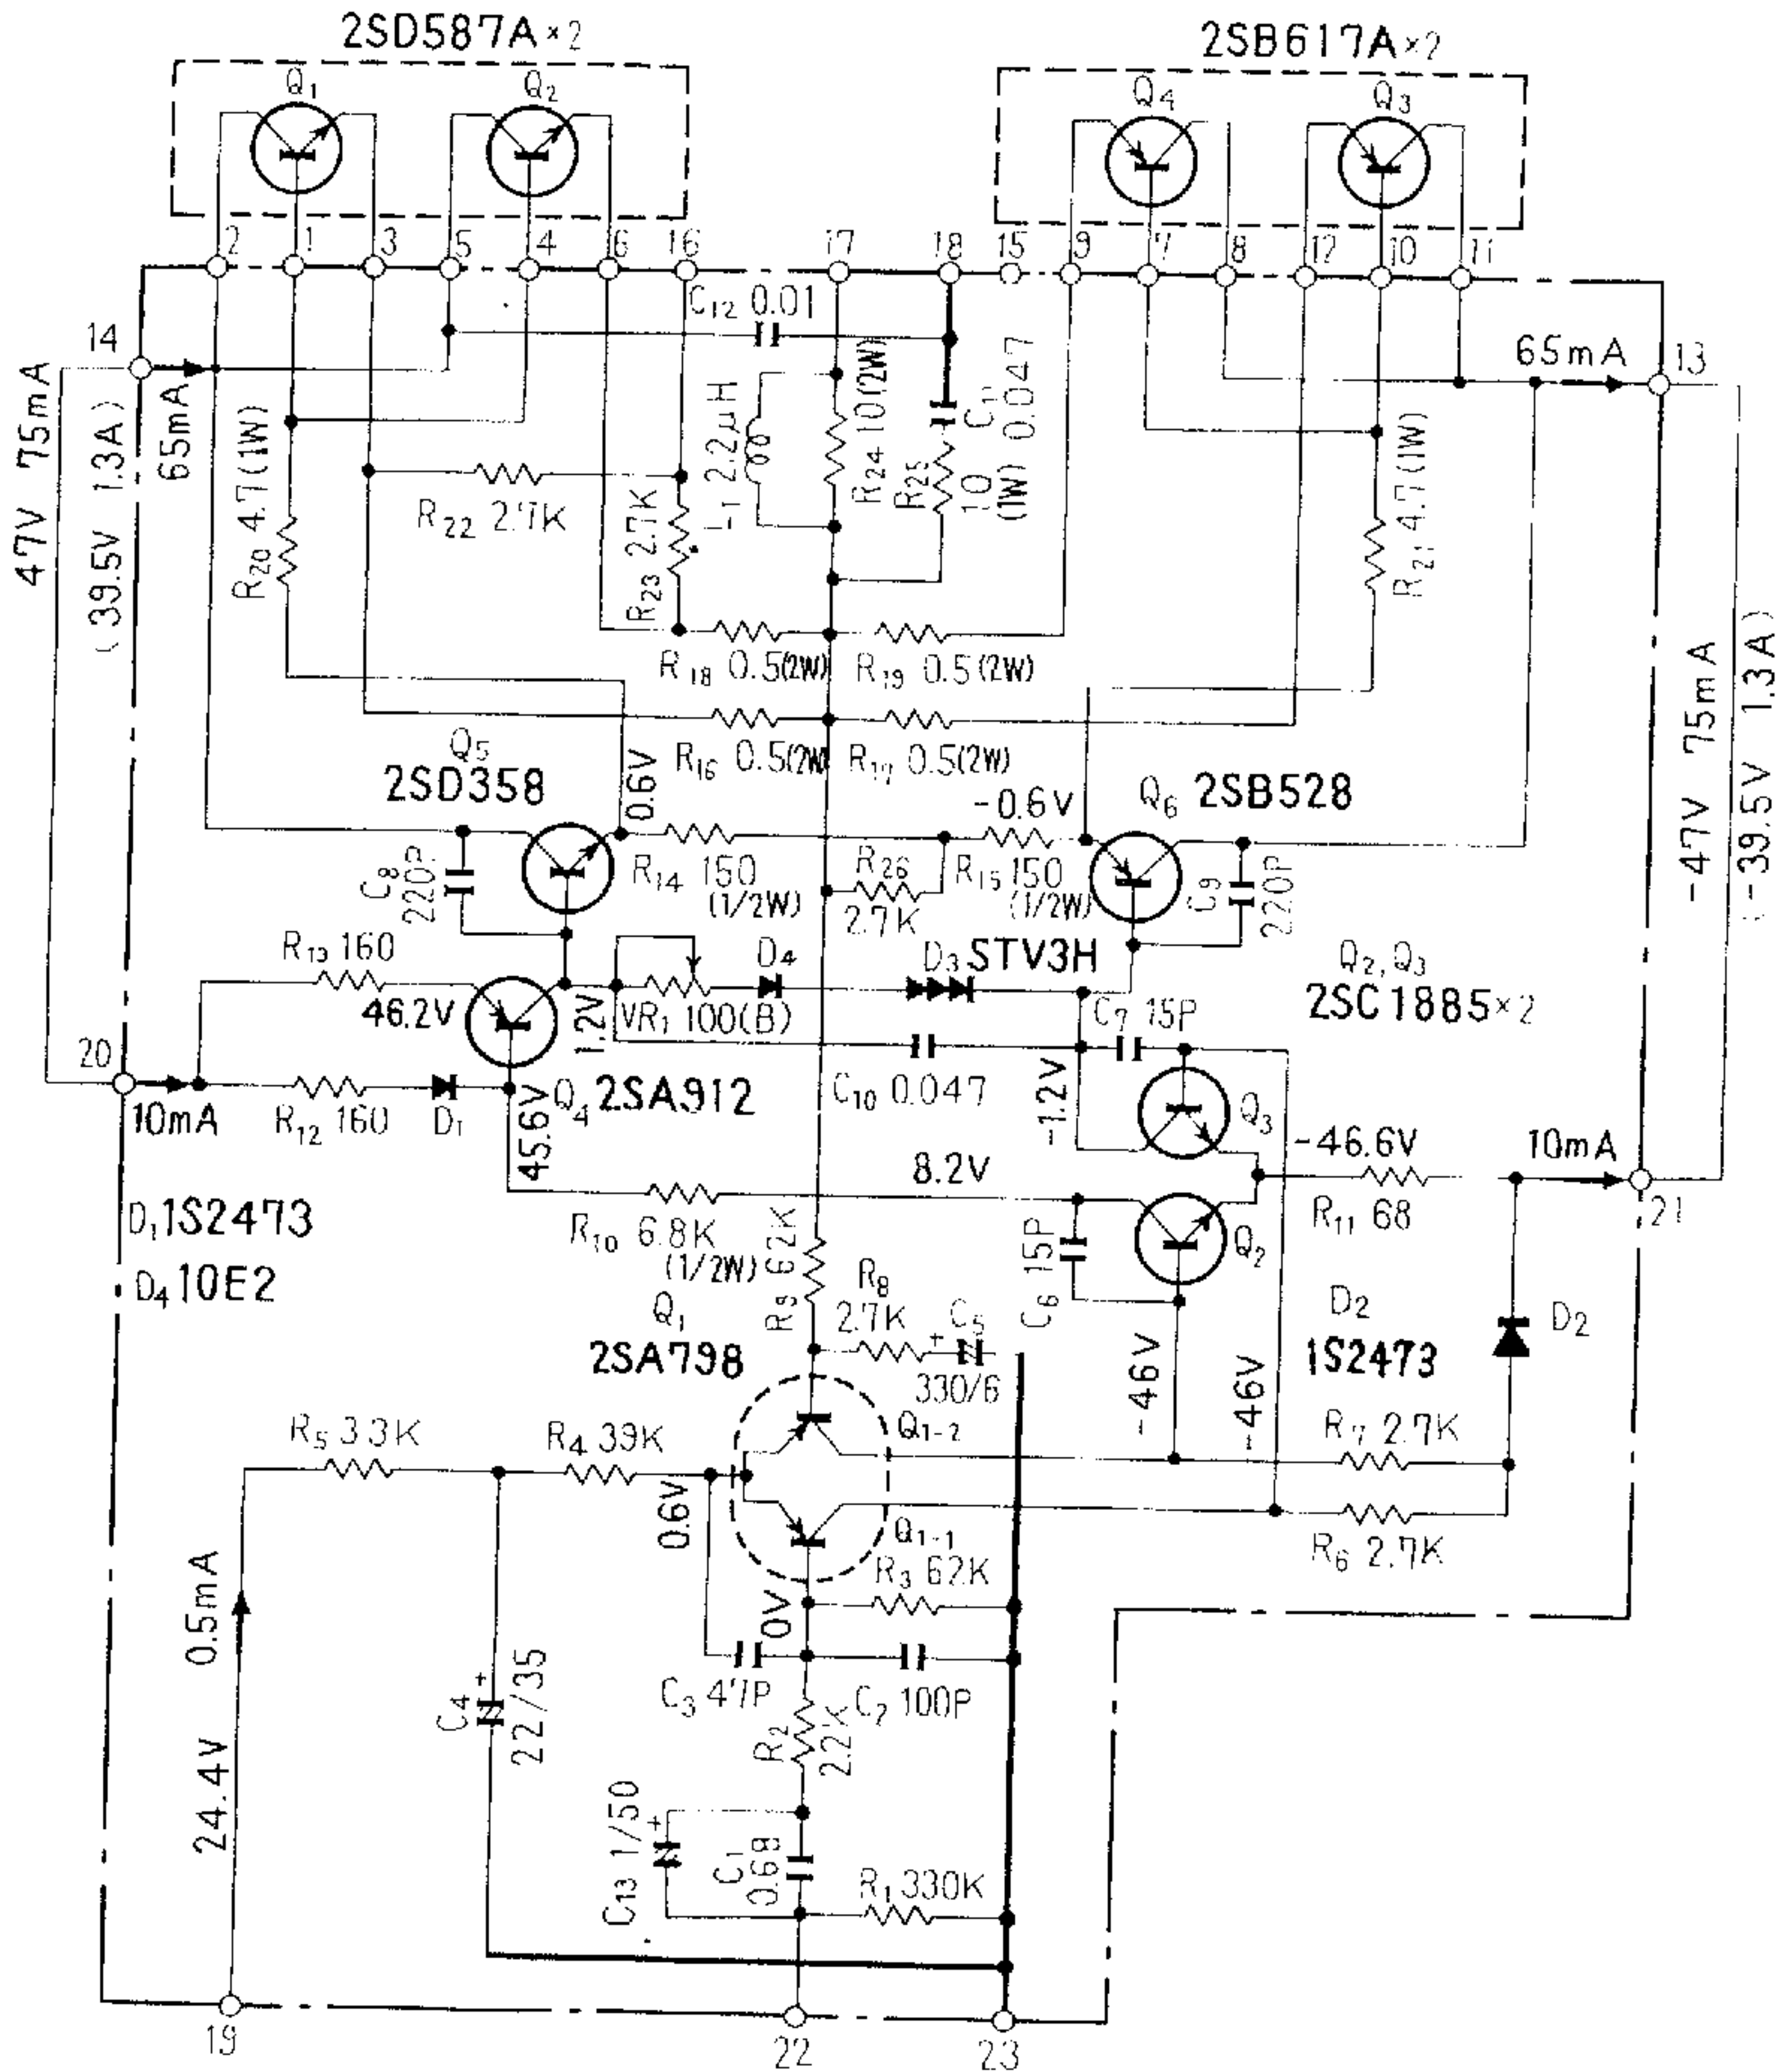 2SD587A×2
2SB617A×2
Q1
Q2
Q4
Q3
2
1
3
5
4
6
16
17
18
15
9
7
8
12
10
11
C12 0.01
14
65mA
65mA
13
47V 75mA
(39.5V 1.3A)
R20 4.7(1W)
R22 2.7K
R23 2.7K
L1 2.2μH
R24 10(2W)
R25
10
(1W)
C11
0.047
R21 4.7(1W)
R18 0.5(2W)
R19 0.5(2W)
R16 0.5(2W)
R17 0.5(2W)
-47V 75mA
(-39.5V 1.3A)
Q5
2SD358
0.6V
-0.6V
Q6 2SB528
C8
220P
R14 150
(1/2W)
R26
2.7K
R15 150
(1/2W)
C9
220P
R13 160
D4
D3 STV3H
Q2, Q3
2SC1885×2
46.2V
1.2V
VR1 100(B)
C7 15P
20
10mA
R12 160
D1
45.6V
Q4 2SA912
C10 0.047
-1.2V
Q3
-46.6V
10mA
8.2V
D1 1S2473
R10 6.8K
(1/2W)
R11 68
21
D4 10E2
R9 62K
C6 15P
Q2
Q1
2SA798
R8
2.7K
+
C5
330/6
D2
1S2473
D2
-46V
-46V
R5 33K
R4 39K
Q1-2
R7 2.7K
0.6V
Q1-1
R3 62K
R6 2.7K
0.5mA
0V
C4
+
22/35
C3 47P
C2 100P
24.4V
R2
2.2K
C13 1/50
+
C1
0.68
R1 330K
19
22
23